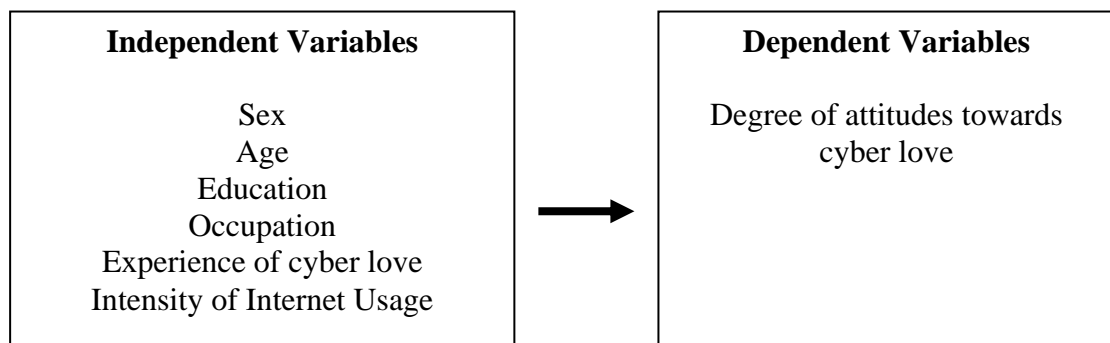 Independent Variables
Sex
Age
Education
Occupation
Experience of cyber love
Intensity of Internet Usage
Dependent Variables
Degree of attitudes towards
cyber love